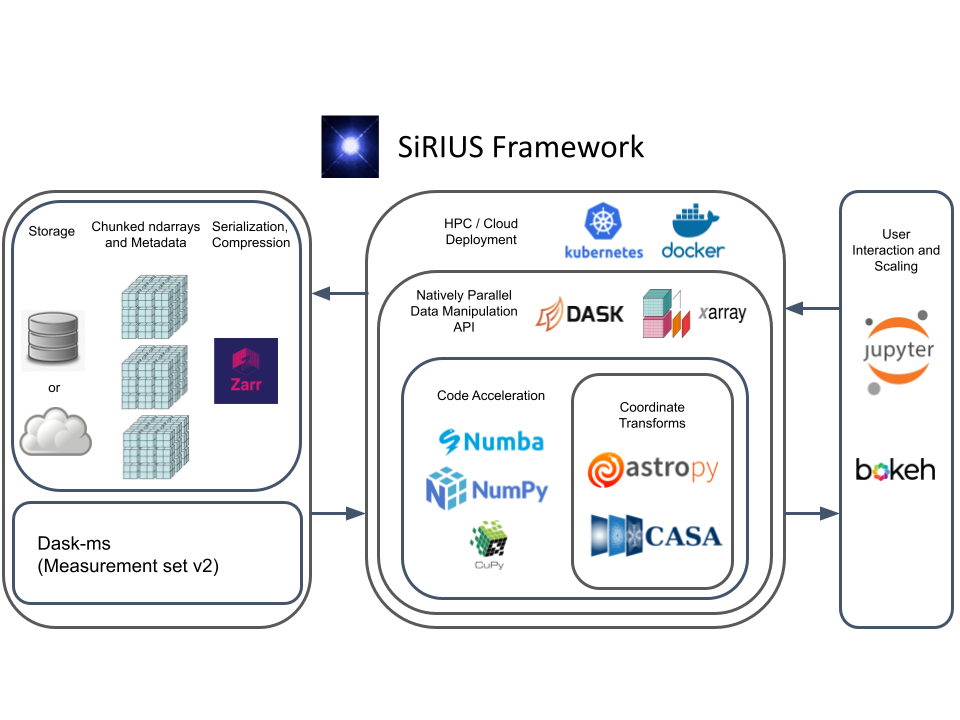 SiRIUS Framework
Storage
Chunked ndarrays
and Metadata
Serialization,
Compression
or
Zarr
Dask-ms
(Measurement set v2)
HPC / Cloud
Deployment
kubernetes
docker
Natively Parallel
Data Manipulation
API
DASK
xarray
Code Acceleration
Numba
NumPy
CuPy
Coordinate
Transforms
astropy
CASA
User
Interaction and
Scaling
jupyter
bokeh